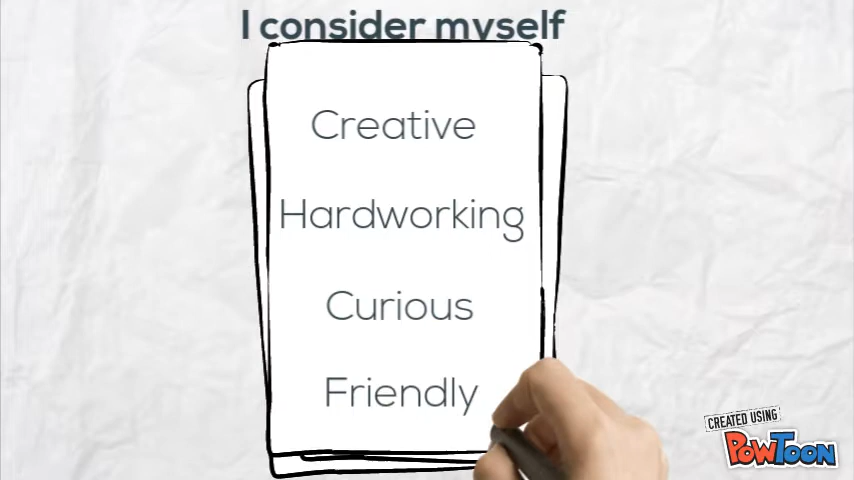 I consider myself
Creative
Hardworking
Curious
Friendly
CREATED USING
POWTOON